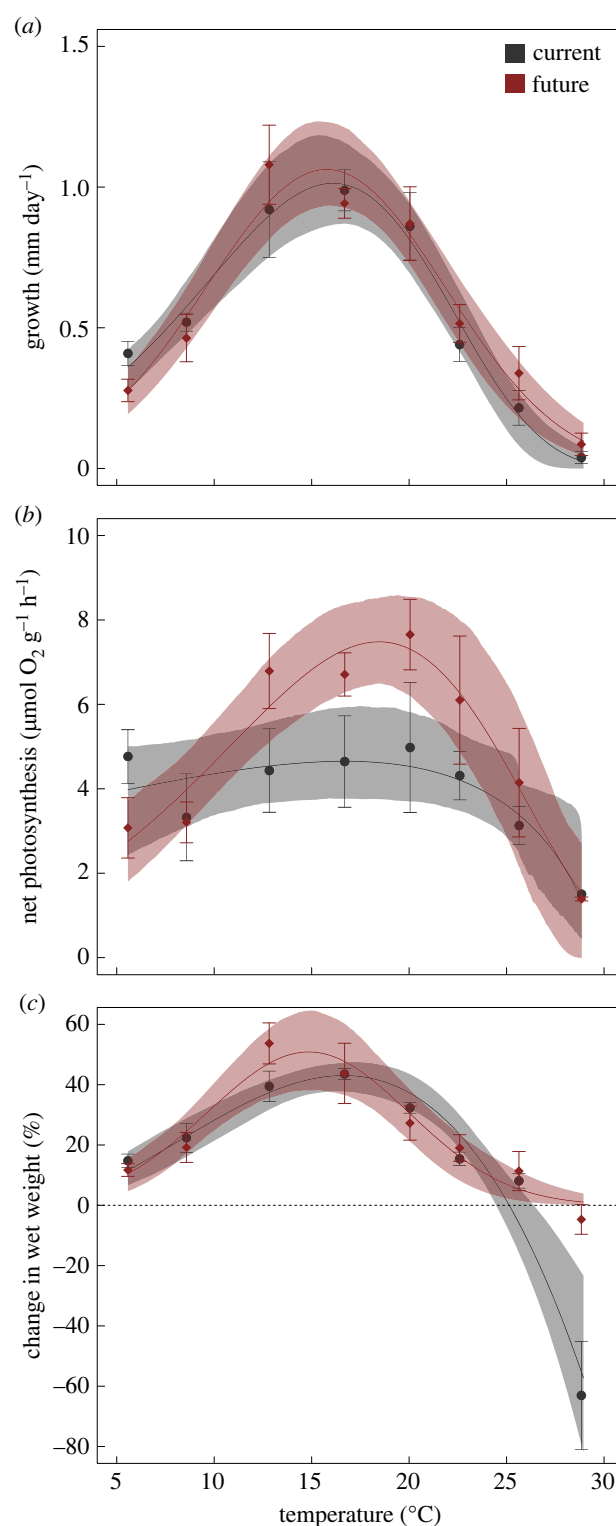 (a)
1.5
1.0
0.5
0
growth (mm day⁻¹)
current
future
(b)
10
8
6
4
2
0
net photosynthesis (µmol O₂ g⁻¹ h⁻¹)
(c)
60
40
20
0
–20
–40
–60
–80
change in wet weight (%)
5 10 15 20 25 30
temperature (°C)